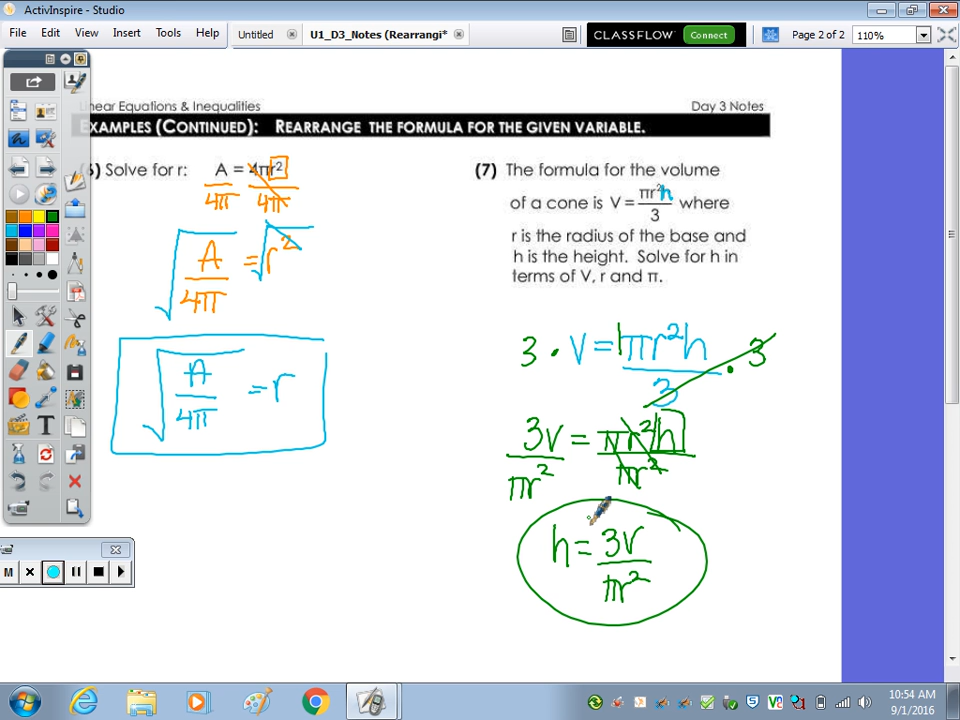 ActivInspire - Studio
File Edit View Insert Tools Help Untitled U1_D3_Notes (Rearrangi* CLASSFLOW Connect Page 2 of 2 110%
inear Equations & Inequalities Day 3 Notes
EXAMPLES (CONTINUED): REARRANGE THE FORMULA FOR THE GIVEN VARIABLE.
) Solve for r: A = 4πr²
4π 4π
√(A/4π) = √r²
√(A/4π) = r
(7) The formula for the volume
of a cone is V = πr²h/3 where
r is the radius of the base and
h is the height. Solve for h in
terms of V, r and π.
3 · V = πr²h/3 · 3
3V/πr² = πr²h/πr²
h = 3V/πr²
M
10:54 AM
9/1/2016